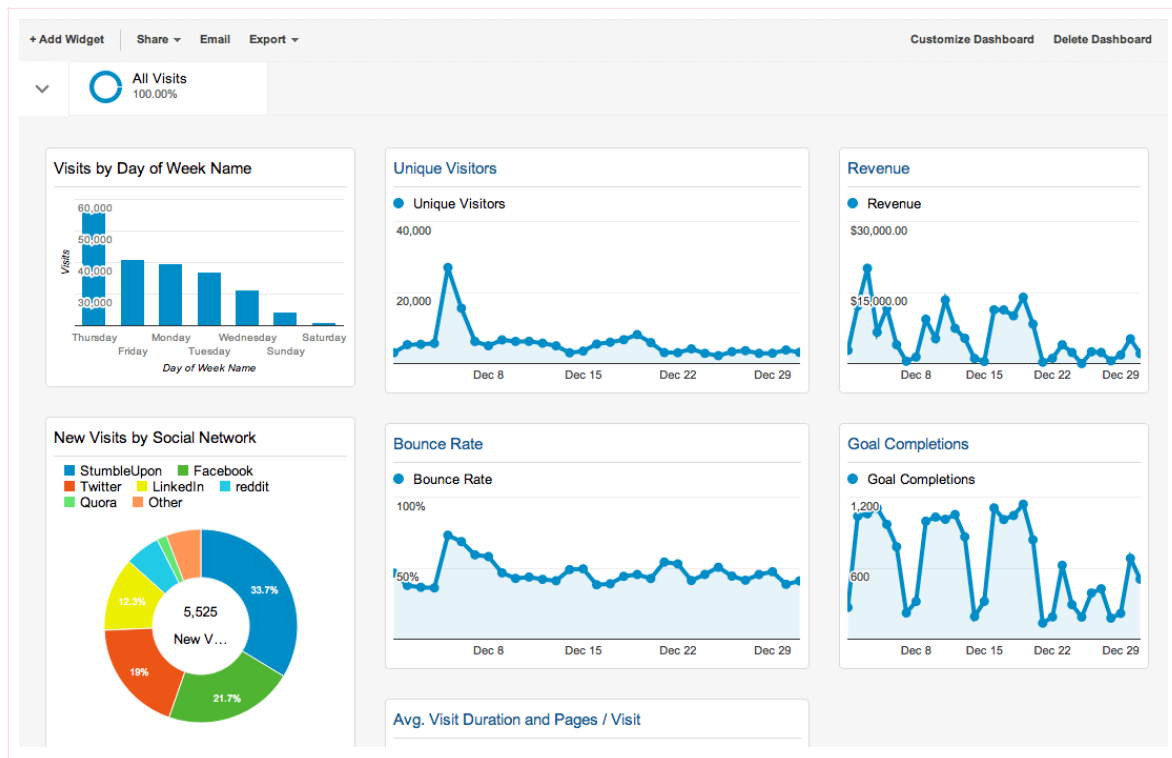 + Add Widget Share Email Export Customize Dashboard Delete Dashboard
All Visits
100.00%
Visits by Day of Week Name
60,000
50,000
40,000
30,000
Visits
Thursday Monday Wednesday Saturday
Friday Tuesday Sunday
Day of Week Name
Unique Visitors
Unique Visitors
40,000
20,000
Dec 8 Dec 15 Dec 22 Dec 29
Revenue
Revenue
$30,000.00
$15,000.00
Dec 8 Dec 15 Dec 22 Dec 29
New Visits by Social Network
StumbleUpon Facebook
Twitter LinkedIn reddit
Quora Other
33.7%
12.3%
5,525
New V...
19%
21.7%
Bounce Rate
Bounce Rate
100%
50%
Dec 8 Dec 15 Dec 22 Dec 29
Goal Completions
Goal Completions
1,200
600
Dec 8 Dec 15 Dec 22 Dec 29
Avg. Visit Duration and Pages / Visit